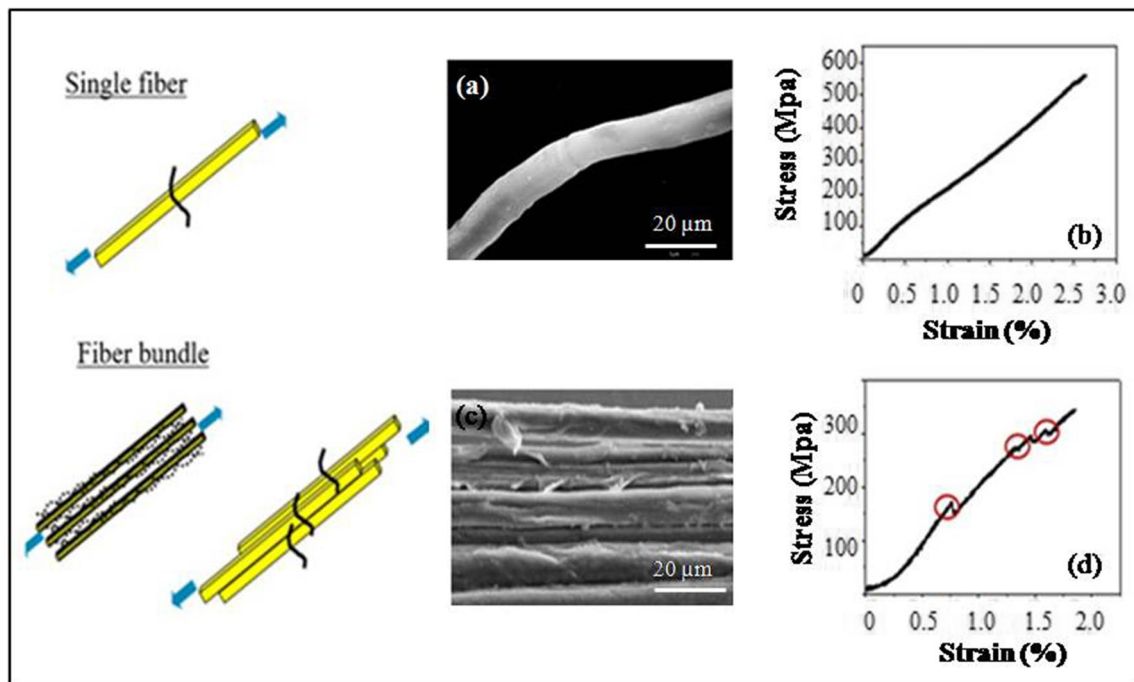 Single fiber
(a)
20 µm
Stress (Mpa)
600
500
400
300
200
100
0 0.5 1.0 1.5 2.0 2.5 3.0
Strain (%)
(b)
Fiber bundle
(c)
20 µm
Stress (Mpa)
300
200
100
0 0.5 1.0 1.5 2.0
Strain (%)
(d)